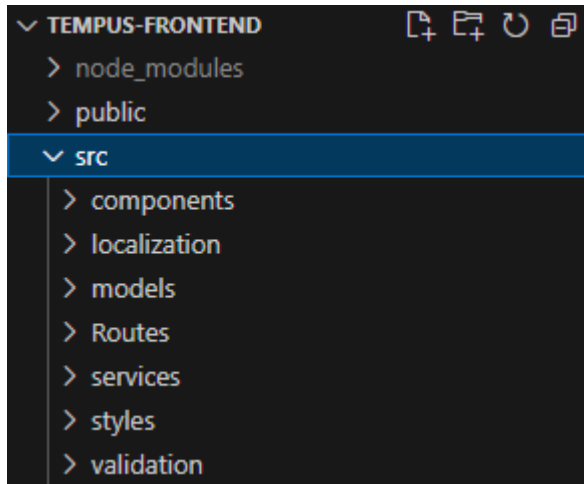 TEMPUS-FRONTEND
node_modules
public
src
components
localization
models
Routes
services
styles
validation